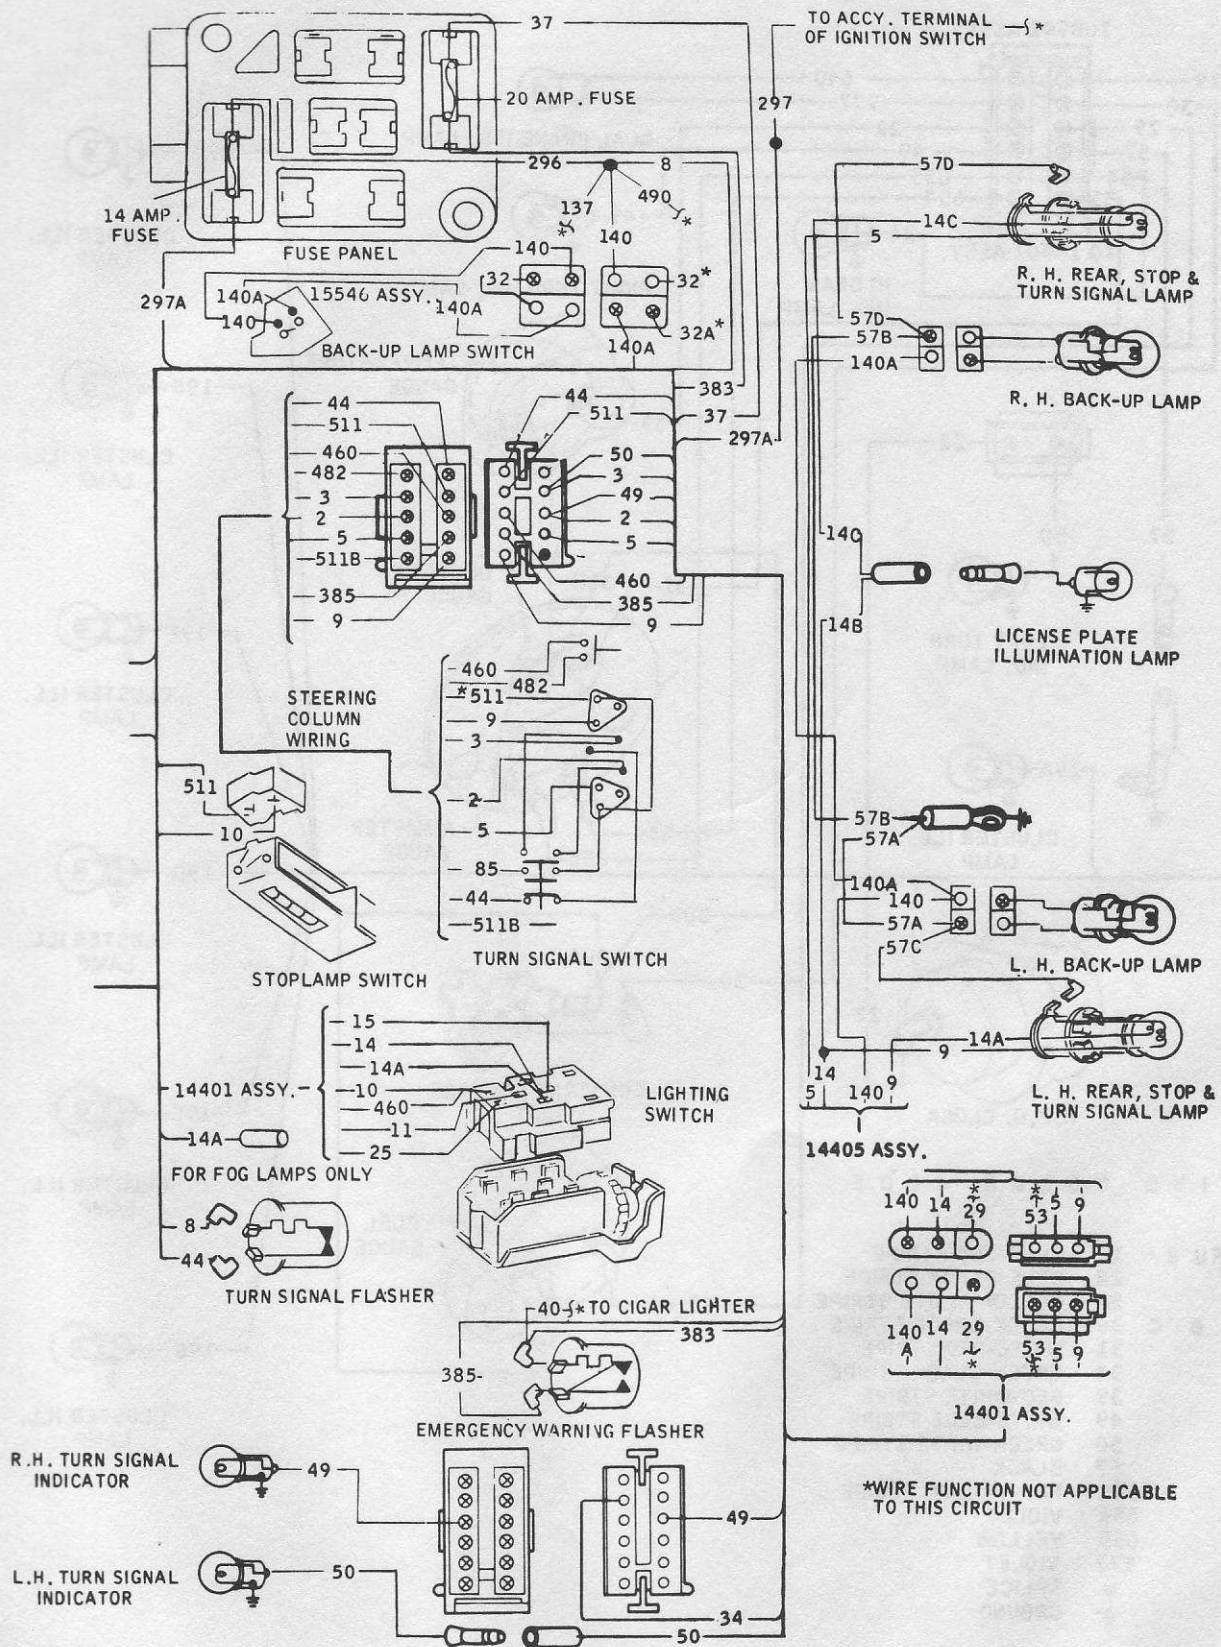 37
TO ACCY. TERMINAL
OF IGNITION SWITCH
*
20 AMP. FUSE
297
296
8
137
*
490
*
14 AMP.
FUSE
FUSE PANEL
140
140
297A
140A
15546 ASSY.
140A
32
32*
140
32A*
BACK-UP LAMP SWITCH
140A
57D
14C
5
R. H. REAR, STOP &
TURN SIGNAL LAMP
57D
57B
140A
R. H. BACK-UP LAMP
383
37
297A
44
511
460
482
3
2
5
511B
385
9
44
511
50
3
49
2
5
460
385
9
14C
14B
LICENSE PLATE
ILLUMINATION LAMP
STEERING
COLUMN
WIRING
460
482
*511
9
3
2
5
85
44
511B
TURN SIGNAL SWITCH
511
10
STOPLAMP SWITCH
57B
57A
140A
140
57A
57C
L. H. BACK-UP LAMP
14A
9
14
5
140
9
L. H. REAR, STOP &
TURN SIGNAL LAMP
14405 ASSY.
14401 ASSY.
15
14
14A
10
460
11
25
LIGHTING
SWITCH
14A
FOR FOG LAMPS ONLY
8
44
TURN SIGNAL FLASHER
140
14
*
29
*
53
5
9
140
A
14
29
*
53
*
5
9
14401 ASSY.
40
* TO CIGAR LIGHTER
383
385
EMERGENCY WARNING FLASHER
R.H. TURN SIGNAL
INDICATOR
49
49
*WIRE FUNCTION NOT APPLICABLE
TO THIS CIRCUIT
L.H. TURN SIGNAL
INDICATOR
50
34
50